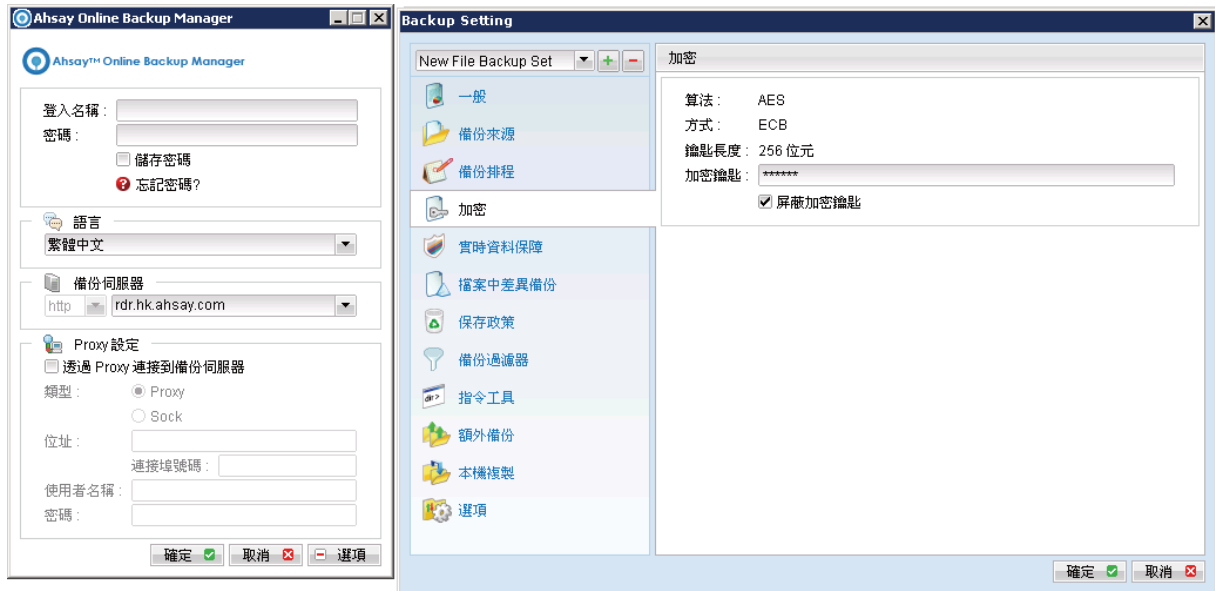 Ahsay Online Backup Manager
Ahsay™ Online Backup Manager
登入名稱 :
密碼 :
儲存密碼
忘記密碼?
語言
繁體中文
備份伺服器
http rdr.hk.ahsay.com
Proxy 設定
透過 Proxy 連接到備份伺服器
類型 : Proxy
Sock
位址 :
連接埠號碼 :
使用者名稱 :
密碼 :
確定 取消 選項
Backup Setting
New File Backup Set
一般
備份來源
備份排程
加密
實時資料保障
檔案中差異備份
保存政策
備份過濾器
dir> 指令工具
額外備份
本機複製
選項
加密
算法 : AES
方式 : ECB
鑰匙長度 : 256 位元
加密鑰匙 : ******
屏蔽加密鑰匙
確定 取消